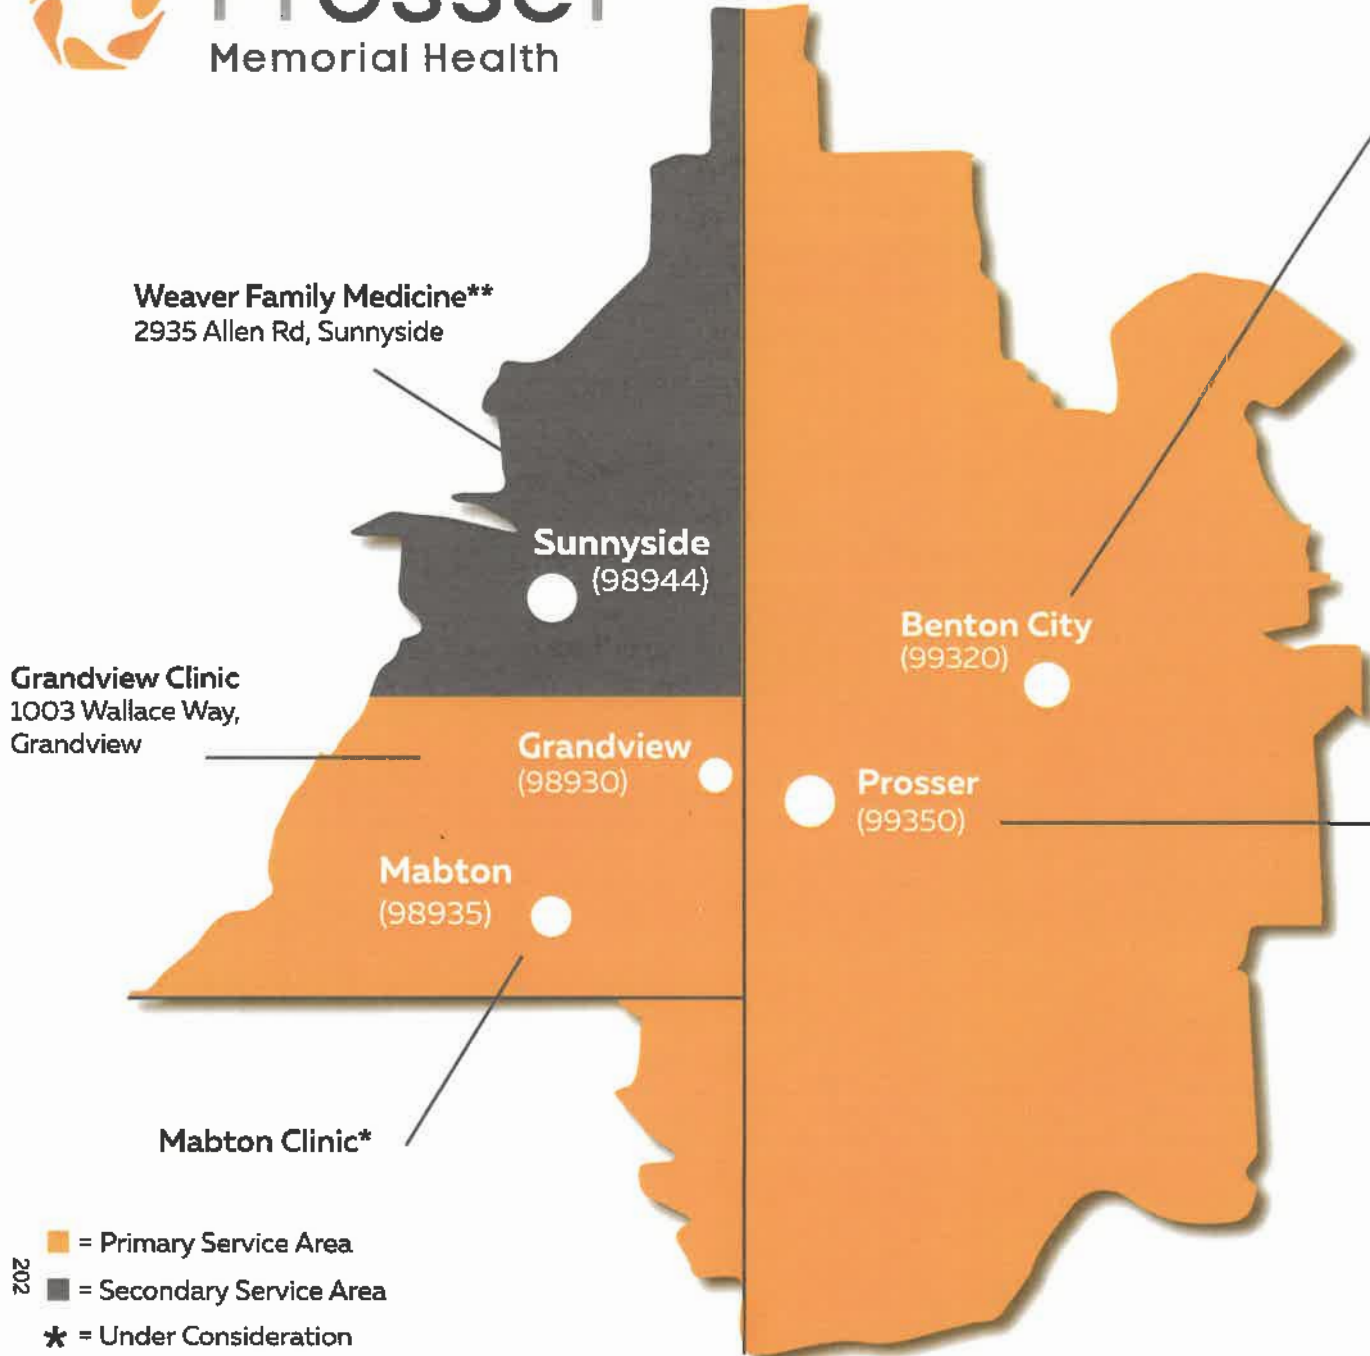 Prosser
Memorial Health
Weaver Family Medicine**
2935 Allen Rd, Sunnyside
Sunnyside
(98944)
Benton City
(99320)
Grandview Clinic
1003 Wallace Way,
Grandview
Grandview
(98930)
Prosser
(99350)
Mabton
(98935)
Mabton Clinic*
= Primary Service Area
= Secondary Service Area
* = Under Consideration
202